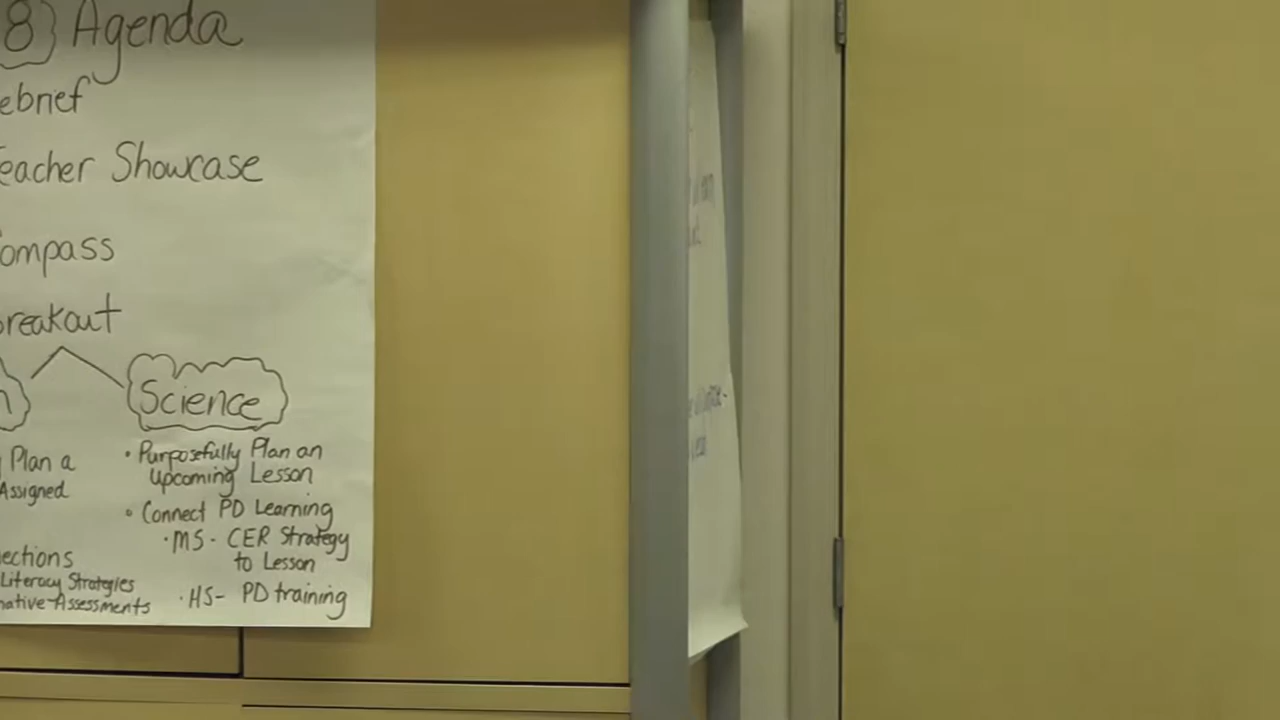 8) Agenda
ebrief
eacher Showcase
ompass
reakout
Science
Plan a
Assigned
ections
Literacy Strategies
native Assessments
• Purposefully Plan an
Upcoming Lesson
• Connect PD Learning
• MS - CER Strategy
to Lesson
• HS - PD training